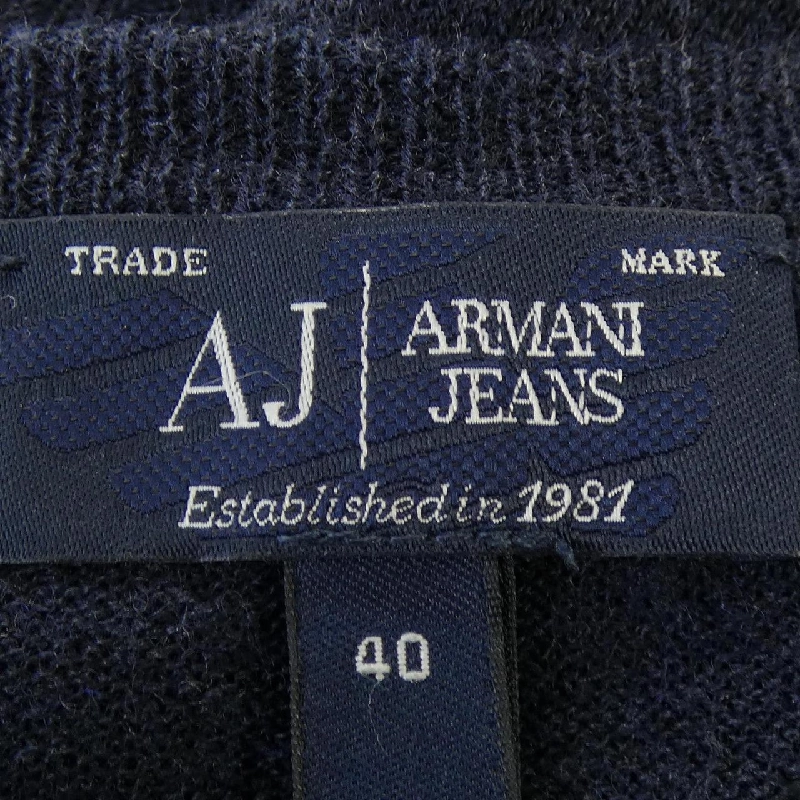 TRADE MARK
AJ ARMANI
JEANS
Established in 1981
40